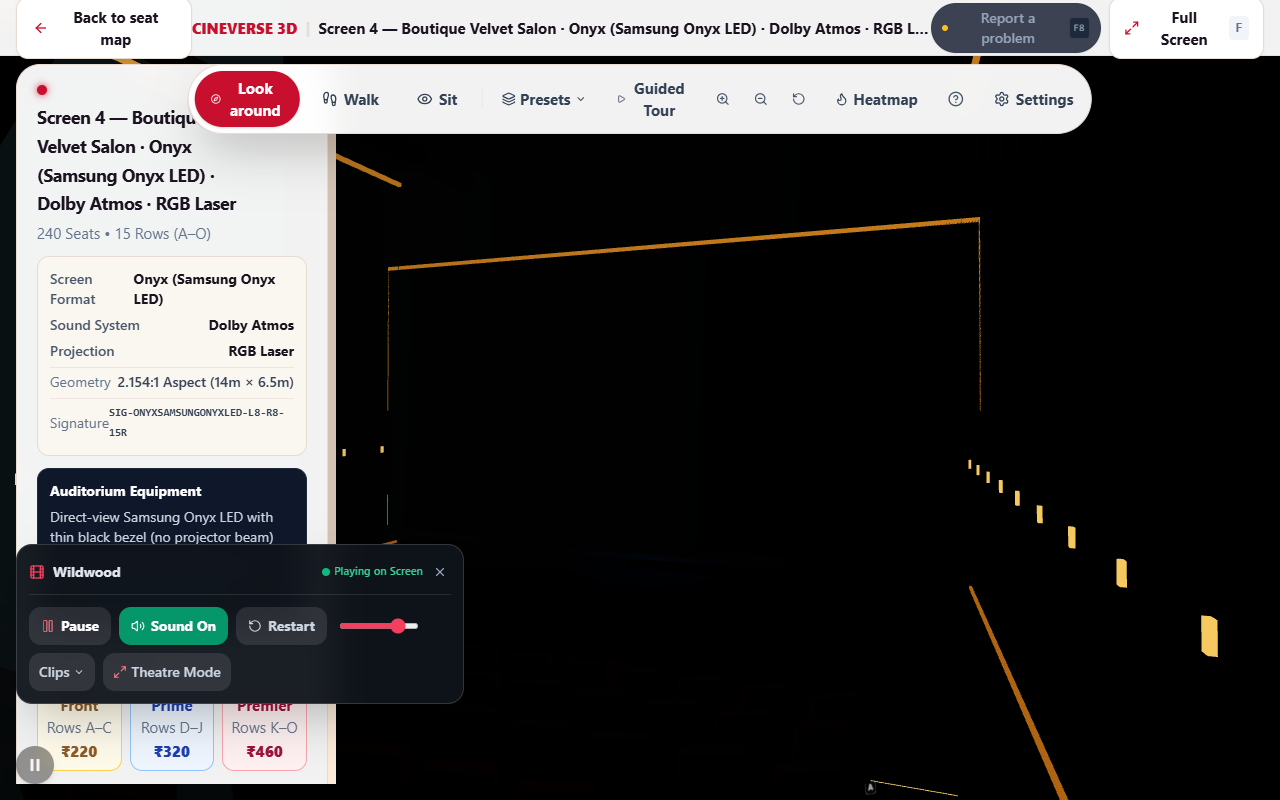 Back to seat map
CINEVERSE 3D
Screen 4 — Boutique Velvet Salon · Onyx (Samsung Onyx LED) · Dolby Atmos · RGB L...
Report a problem
F8
Full Screen
F
Look around
Walk
Sit
Presets
Guided Tour
Heatmap
Settings
Screen 4 — Boutiqu
Velvet Salon · Onyx
(Samsung Onyx LED) ·
Dolby Atmos · RGB Laser
240 Seats • 15 Rows (A–O)
Screen Format
Onyx (Samsung Onyx LED)
Sound System
Dolby Atmos
Projection
RGB Laser
Geometry
2.154:1 Aspect (14m × 6.5m)
Signature
SIG-ONYXSAMSUNGONYXLED-L8-R8-
15R
Auditorium Equipment
Direct-view Samsung Onyx LED with
thin black bezel (no projector beam)
Wildwood
Playing on Screen
Pause
Sound On
Restart
Clips
Theatre Mode
Front
Prime
Premier
Rows A–C
Rows D–J
Rows K–O
₹220
₹320
₹460
A